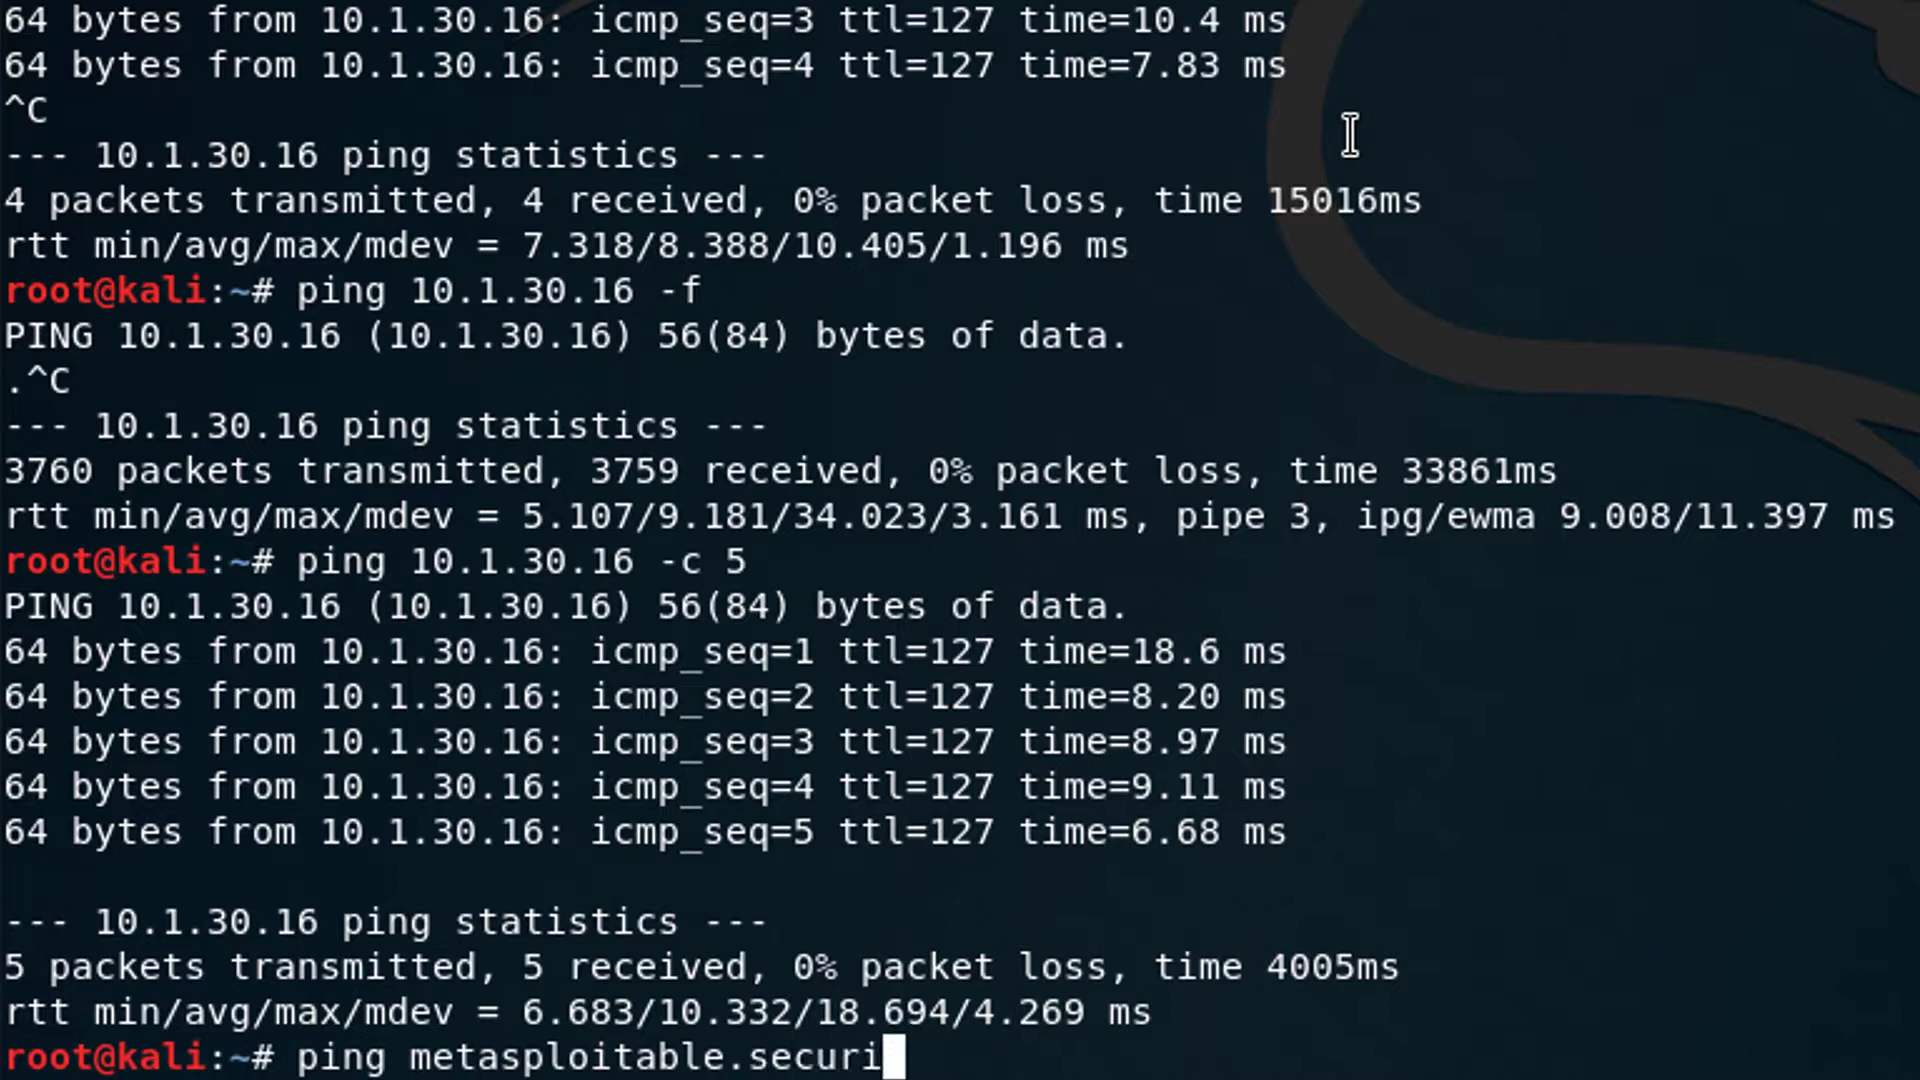 64 bytes from 10.1.30.16: icmp_seq=3 ttl=127 time=10.4 ms
64 bytes from 10.1.30.16: icmp_seq=4 ttl=127 time=7.83 ms
^C
--- 10.1.30.16 ping statistics ---
4 packets transmitted, 4 received, 0% packet loss, time 15016ms
rtt min/avg/max/mdev = 7.318/8.388/10.405/1.196 ms
root@kali:~# ping 10.1.30.16 -f
PING 10.1.30.16 (10.1.30.16) 56(84) bytes of data.
.^C
--- 10.1.30.16 ping statistics ---
3760 packets transmitted, 3759 received, 0% packet loss, time 33861ms
rtt min/avg/max/mdev = 5.107/9.181/34.023/3.161 ms, pipe 3, ipg/ewma 9.008/11.397 ms
root@kali:~# ping 10.1.30.16 -c 5
PING 10.1.30.16 (10.1.30.16) 56(84) bytes of data.
64 bytes from 10.1.30.16: icmp_seq=1 ttl=127 time=18.6 ms
64 bytes from 10.1.30.16: icmp_seq=2 ttl=127 time=8.20 ms
64 bytes from 10.1.30.16: icmp_seq=3 ttl=127 time=8.97 ms
64 bytes from 10.1.30.16: icmp_seq=4 ttl=127 time=9.11 ms
64 bytes from 10.1.30.16: icmp_seq=5 ttl=127 time=6.68 ms
--- 10.1.30.16 ping statistics ---
5 packets transmitted, 5 received, 0% packet loss, time 4005ms
rtt min/avg/max/mdev = 6.683/10.332/18.694/4.269 ms
root@kali:~# ping metasploitable.securi